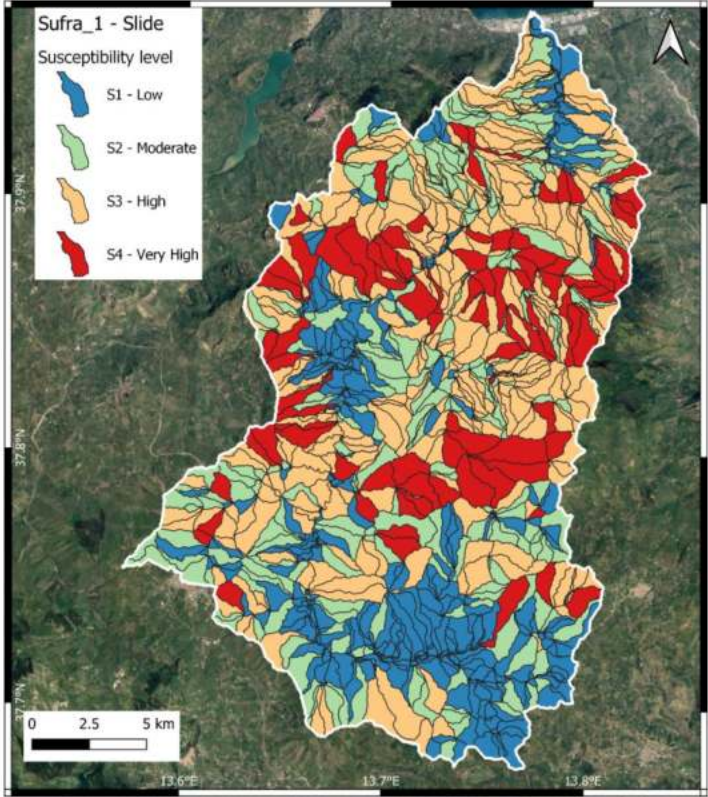 Sufra_1 - Slide
Susceptibility level
S1 - Low
S2 - Moderate
S3 - High
S4 - Very High
37.9°N
37.8°N
37.7°N
0 2.5 5 km
13.6°E 13.7°E 13.8°E